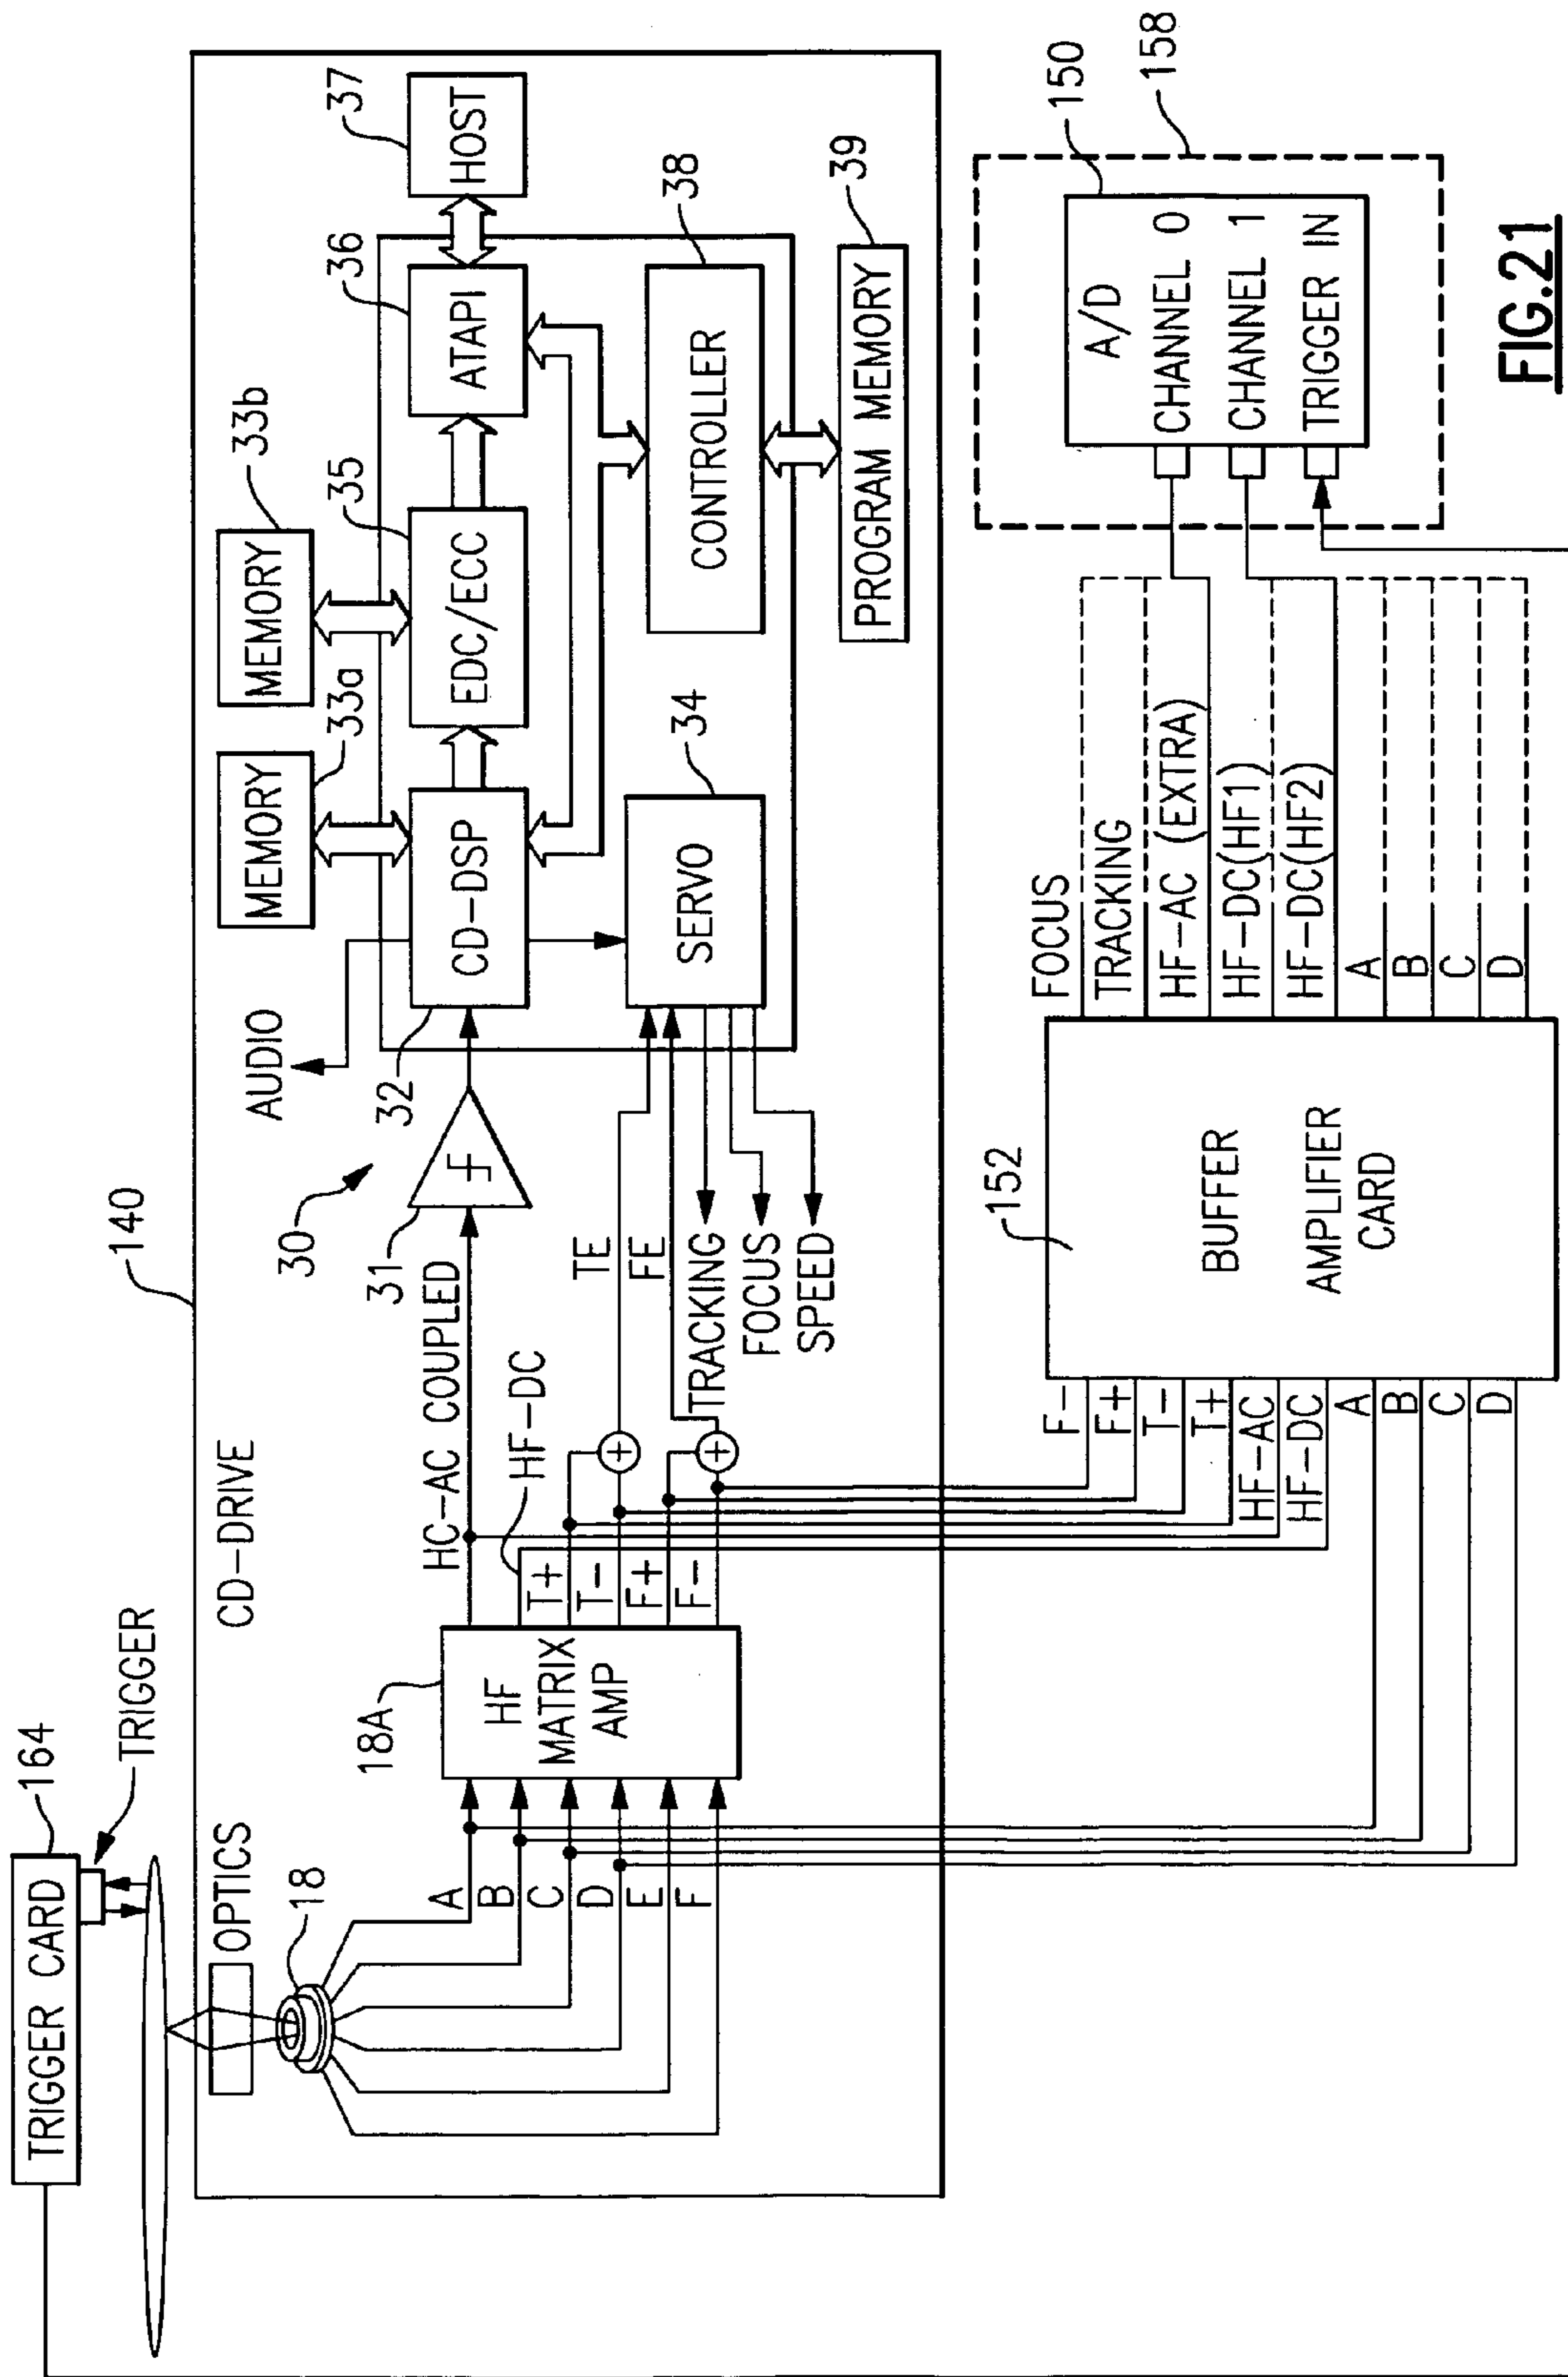 TRIGGER CARD
164
TRIGGER
OPTICS
18
CD-DRIVE
140
A
B
C
D
E
F
18A
HF
MATRIX
AMP
HC-AC COUPLED
HF-DC
T+
T-
F+
F-
30
31
TE
FE
TRACKING
FOCUS
SPEED
AUDIO
32
CD-DSP
MEMORY
33a
MEMORY
33b
EDC/ECC
35
ATAPI
36
HOST
37
SERVO
34
CONTROLLER
38
PROGRAM MEMORY
39
F-
F+
T-
T+
HF-AC
HF-DC
A
B
C
D
152
BUFFER
AMPLIFIER
CARD
FOCUS
TRACKING
HF-AC (EXTRA)
HF-DC(HF1)
HF-DC(HF2)
A
B
C
D
A/D
CHANNEL 0
CHANNEL 1
TRIGGER IN
150
158
FIG.21